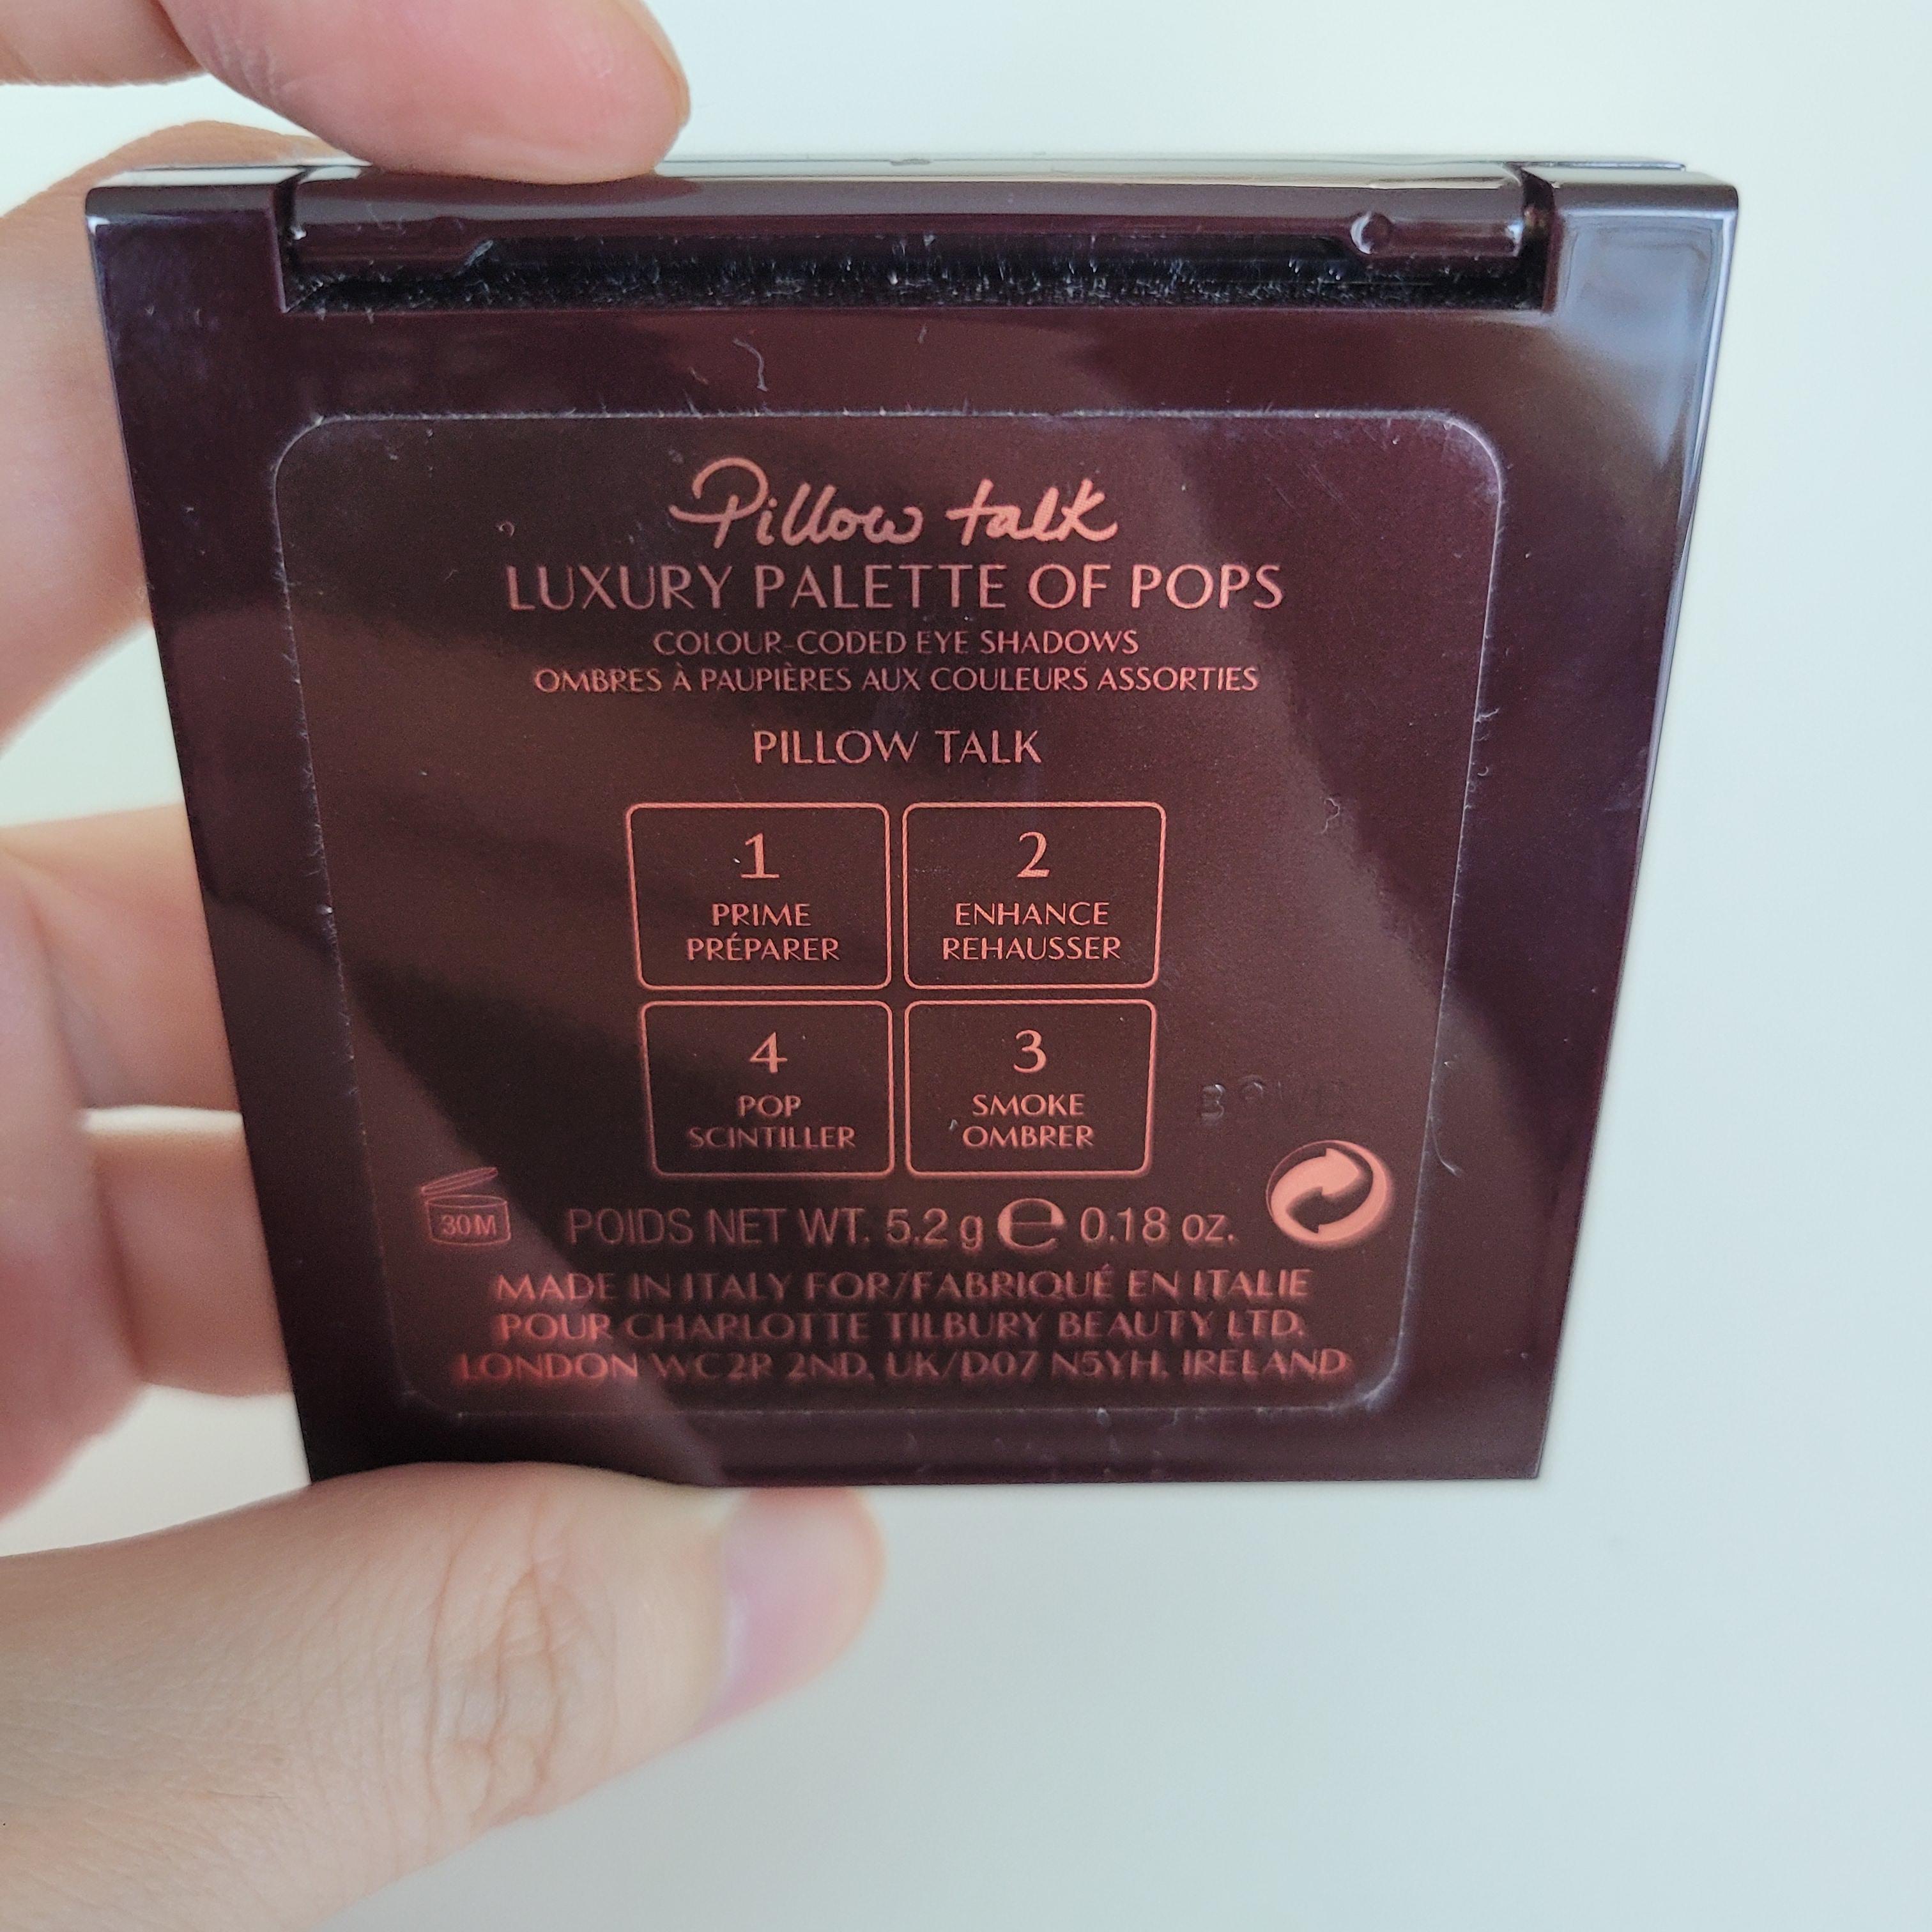 Pillow talk
LUXURY PALETTE OF POPS
COLOUR-CODED EYE SHADOWS
OMBRES À PAUPIÈRES AUX COULEURS ASSORTIES
PILLOW TALK
1
PRIME
PRÉPARER
2
ENHANCE
REHAUSSER
4
POP
SCINTILLER
3
SMOKE
OMBRER
30M
POIDS NET WT. 5.2 g ℮ 0.18 oz.
MADE IN ITALY FOR/FABRIQUÉ EN ITALIE
POUR CHARLOTTE TILBURY BEAUTY LTD.
LONDON WC2R 2ND, UK/D07 N5YH, IRELAND